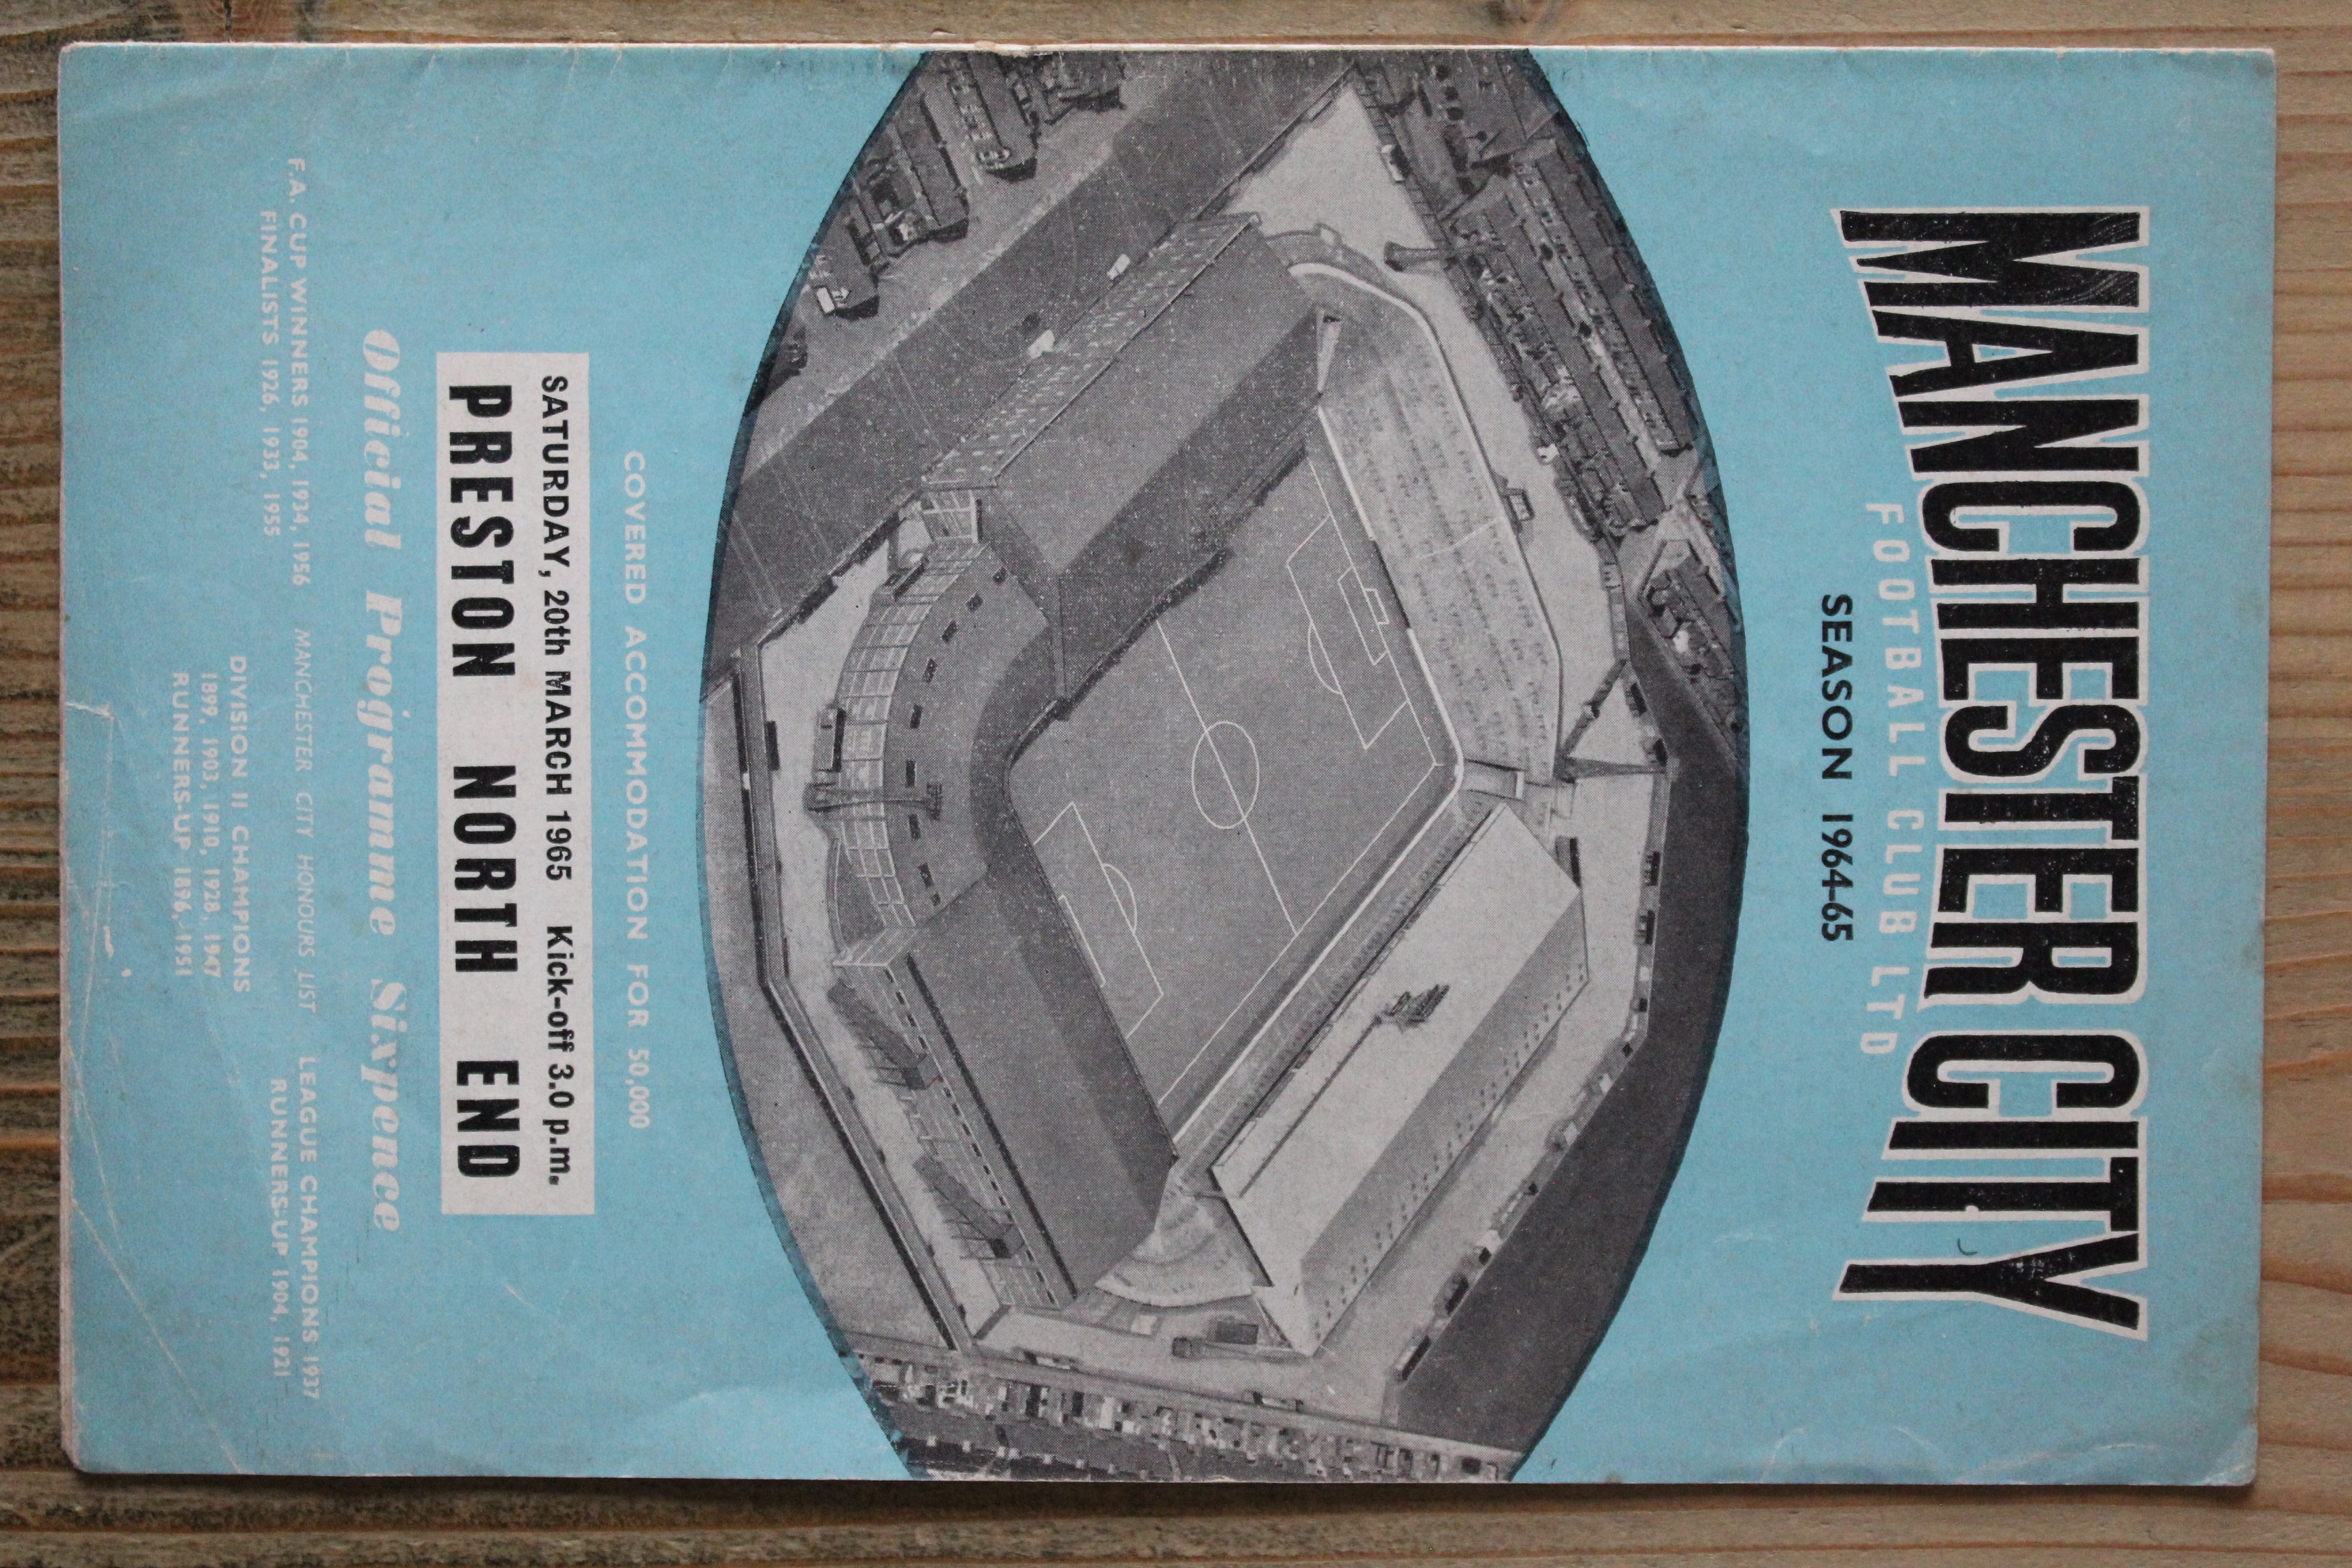 MANCHESTER CITY
FOOTBALL CLUB LTD
SEASON 1964-65
COVERED ACCOMMODATION FOR 50,000
SATURDAY, 20th MARCH 1965 Kick-off 3.0 p.m.
PRESTON NORTH END
Official Programme Sixpence
MANCHESTER CITY HONOURS LIST
F.A. CUP WINNERS 1904, 1934, 1956
FINALISTS 1926, 1933, 1955
LEAGUE CHAMPIONS 1937
RUNNERS-UP 1904, 1921
DIVISION II CHAMPIONS
1899, 1903, 1910, 1928, 1947
RUNNERS-UP 1896, 1951